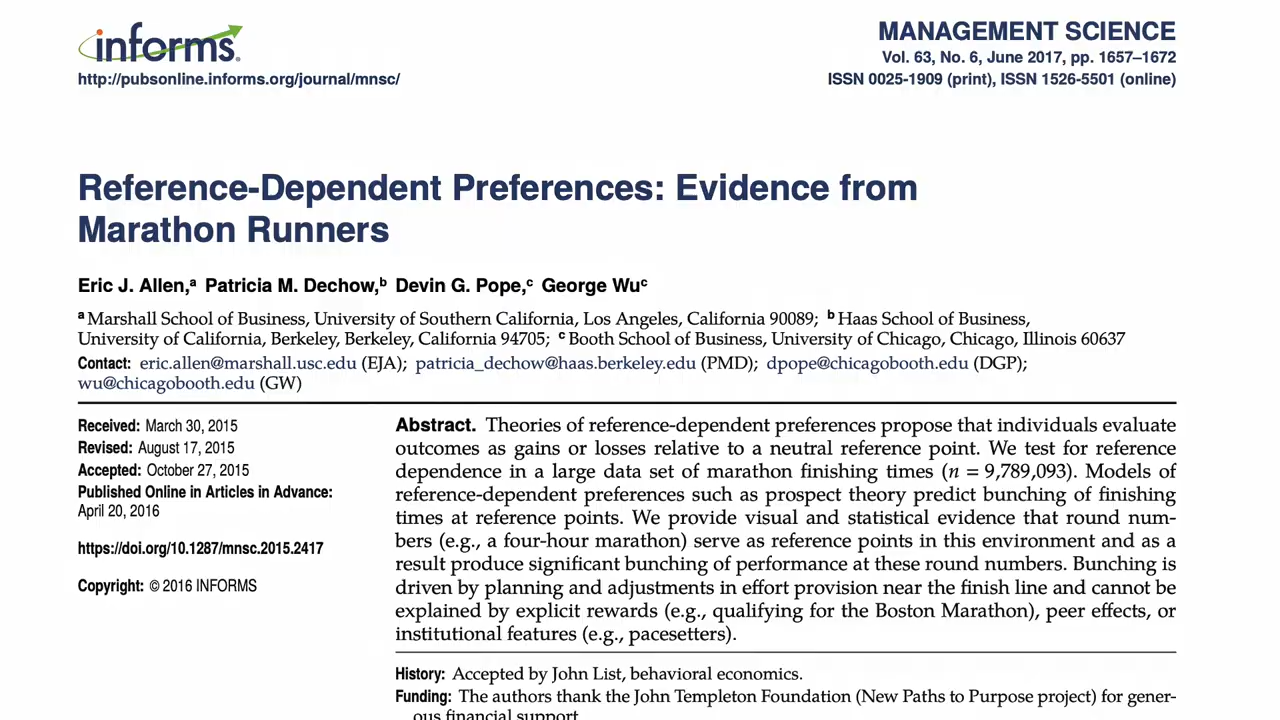 informs®
http://pubsonline.informs.org/journal/mnsc/
MANAGEMENT SCIENCE
Vol. 63, No. 6, June 2017, pp. 1657–1672
ISSN 0025-1909 (print), ISSN 1526-5501 (online)
Reference-Dependent Preferences: Evidence from
Marathon Runners
Eric J. Allen,ᵃ Patricia M. Dechow,ᵇ Devin G. Pope,ᶜ George Wuᶜ
ᵃ Marshall School of Business, University of Southern California, Los Angeles, California 90089; ᵇ Haas School of Business,
University of California, Berkeley, Berkeley, California 94705; ᶜ Booth School of Business, University of Chicago, Chicago, Illinois 60637
Contact: eric.allen@marshall.usc.edu (EJA); patricia_dechow@haas.berkeley.edu (PMD); dpope@chicagobooth.edu (DGP);
wu@chicagobooth.edu (GW)
Received: March 30, 2015
Revised: August 17, 2015
Accepted: October 27, 2015
Published Online in Articles in Advance:
April 20, 2016
https://doi.org/10.1287/mnsc.2015.2417
Copyright: © 2016 INFORMS
Abstract. Theories of reference-dependent preferences propose that individuals evaluate
outcomes as gains or losses relative to a neutral reference point. We test for reference
dependence in a large data set of marathon finishing times (n = 9,789,093). Models of
reference-dependent preferences such as prospect theory predict bunching of finishing
times at reference points. We provide visual and statistical evidence that round num-
bers (e.g., a four-hour marathon) serve as reference points in this environment and as a
result produce significant bunching of performance at these round numbers. Bunching is
driven by planning and adjustments in effort provision near the finish line and cannot be
explained by explicit rewards (e.g., qualifying for the Boston Marathon), peer effects, or
institutional features (e.g., pacesetters).
History: Accepted by John List, behavioral economics.
Funding: The authors thank the John Templeton Foundation (New Paths to Purpose project) for gener-
ous financial support.